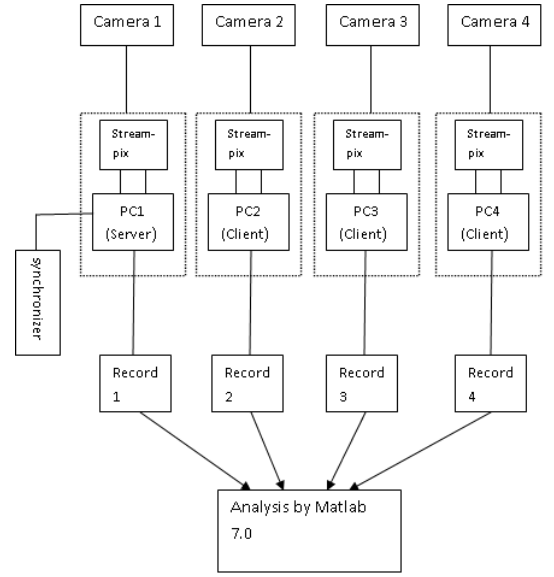 Camera 1
Camera 2
Camera 3
Camera 4
Stream-
pix
Stream-
pix
Stream-
pix
Stream-
pix
PC1
(Server)
PC2
(Client)
PC3
(Client)
PC4
(Client)
synchronizer
Record
1
Record
2
Record
3
Record
4
Analysis by Matlab
7.0